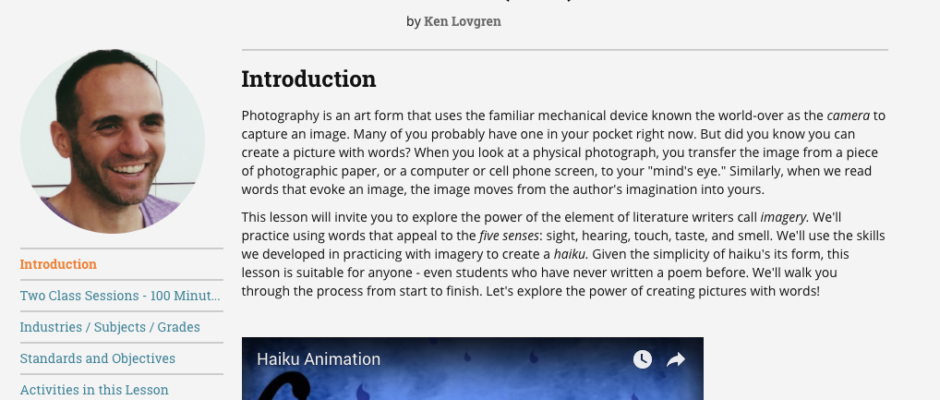 by Ken Lovgren
Introduction
Photography is an art form that uses the familiar mechanical device known the world-over as the camera to
capture an image. Many of you probably have one in your pocket right now. But did you know you can
create a picture with words? When you look at a physical photograph, you transfer the image from a piece
of photographic paper, or a computer or cell phone screen, to your "mind's eye." Similarly, when we read
words that evoke an image, the image moves from the author's imagination into yours.
This lesson will invite you to explore the power of the element of literature writers call imagery. We'll
practice using words that appeal to the five senses: sight, hearing, touch, taste, and smell. We'll use the skills
we developed in practicing with imagery to create a haiku. Given the simplicity of haiku's its form, this
lesson is suitable for anyone - even students who have never written a poem before. We'll walk you
through the process from start to finish. Let's explore the power of creating pictures with words!
Introduction
Two Class Sessions - 100 Minut...
Industries / Subjects / Grades
Standards and Objectives
Activities in this Lesson
Haiku Animation